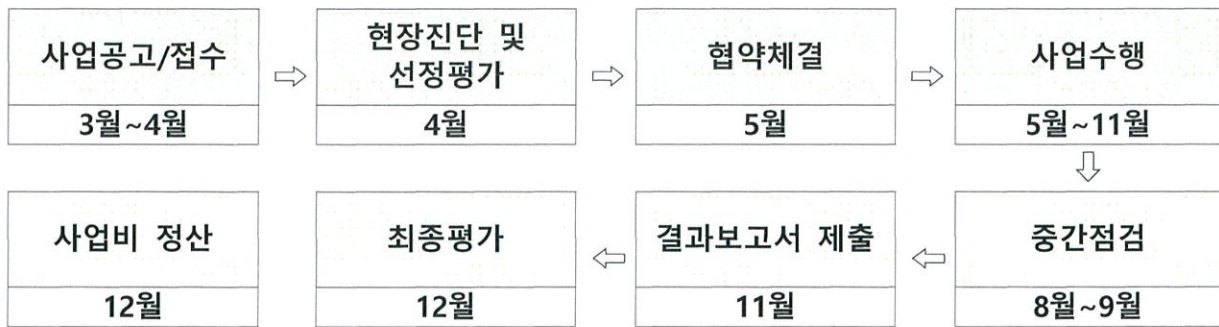 사업공고/접수
3월~4월
현장진단 및
선정평가
4월
협약체결
5월
사업수행
5월~11월
중간점검
8월~9월
결과보고서 제출
11월
최종평가
12월
사업비 정산
12월